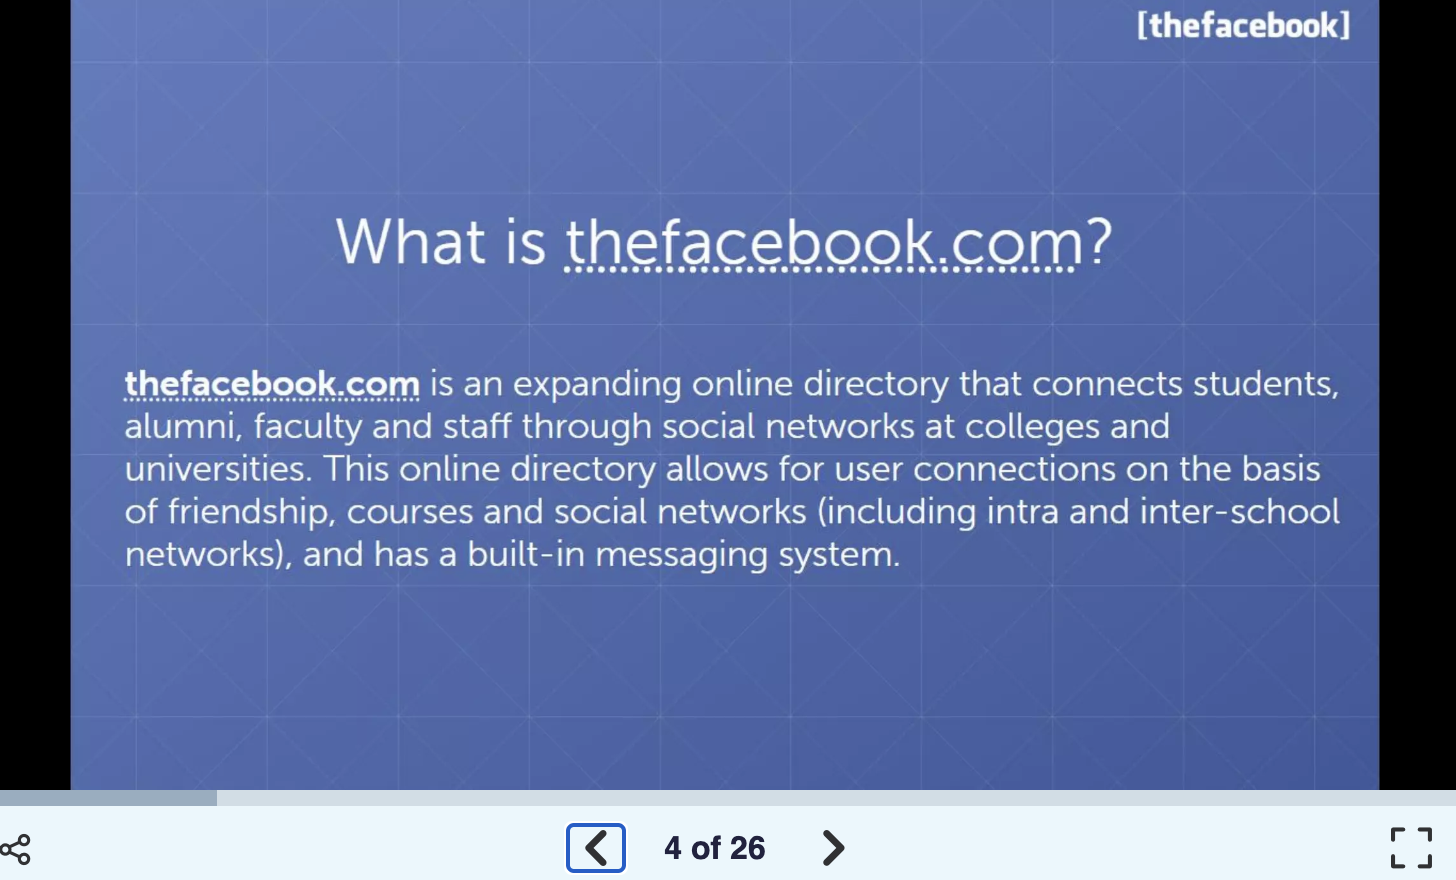 [thefacebook]
What is thefacebook.com?
thefacebook.com is an expanding online directory that connects students,
alumni, faculty and staff through social networks at colleges and
universities. This online directory allows for user connections on the basis
of friendship, courses and social networks (including intra and inter-school
networks), and has a built-in messaging system.
4 of 26